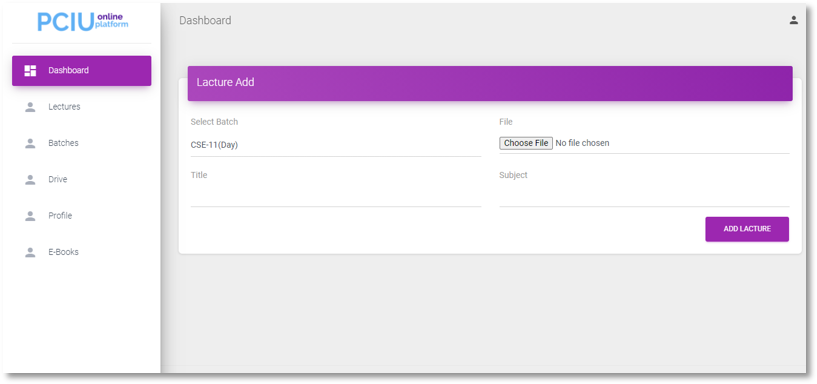 PCIU online
platform
Dashboard
Dashboard
Lectures
Batches
Drive
Profile
E-Books
Lacture Add
Select Batch
File
CSE-11(Day)
Choose File No file chosen
Title
Subject
ADD LACTURE